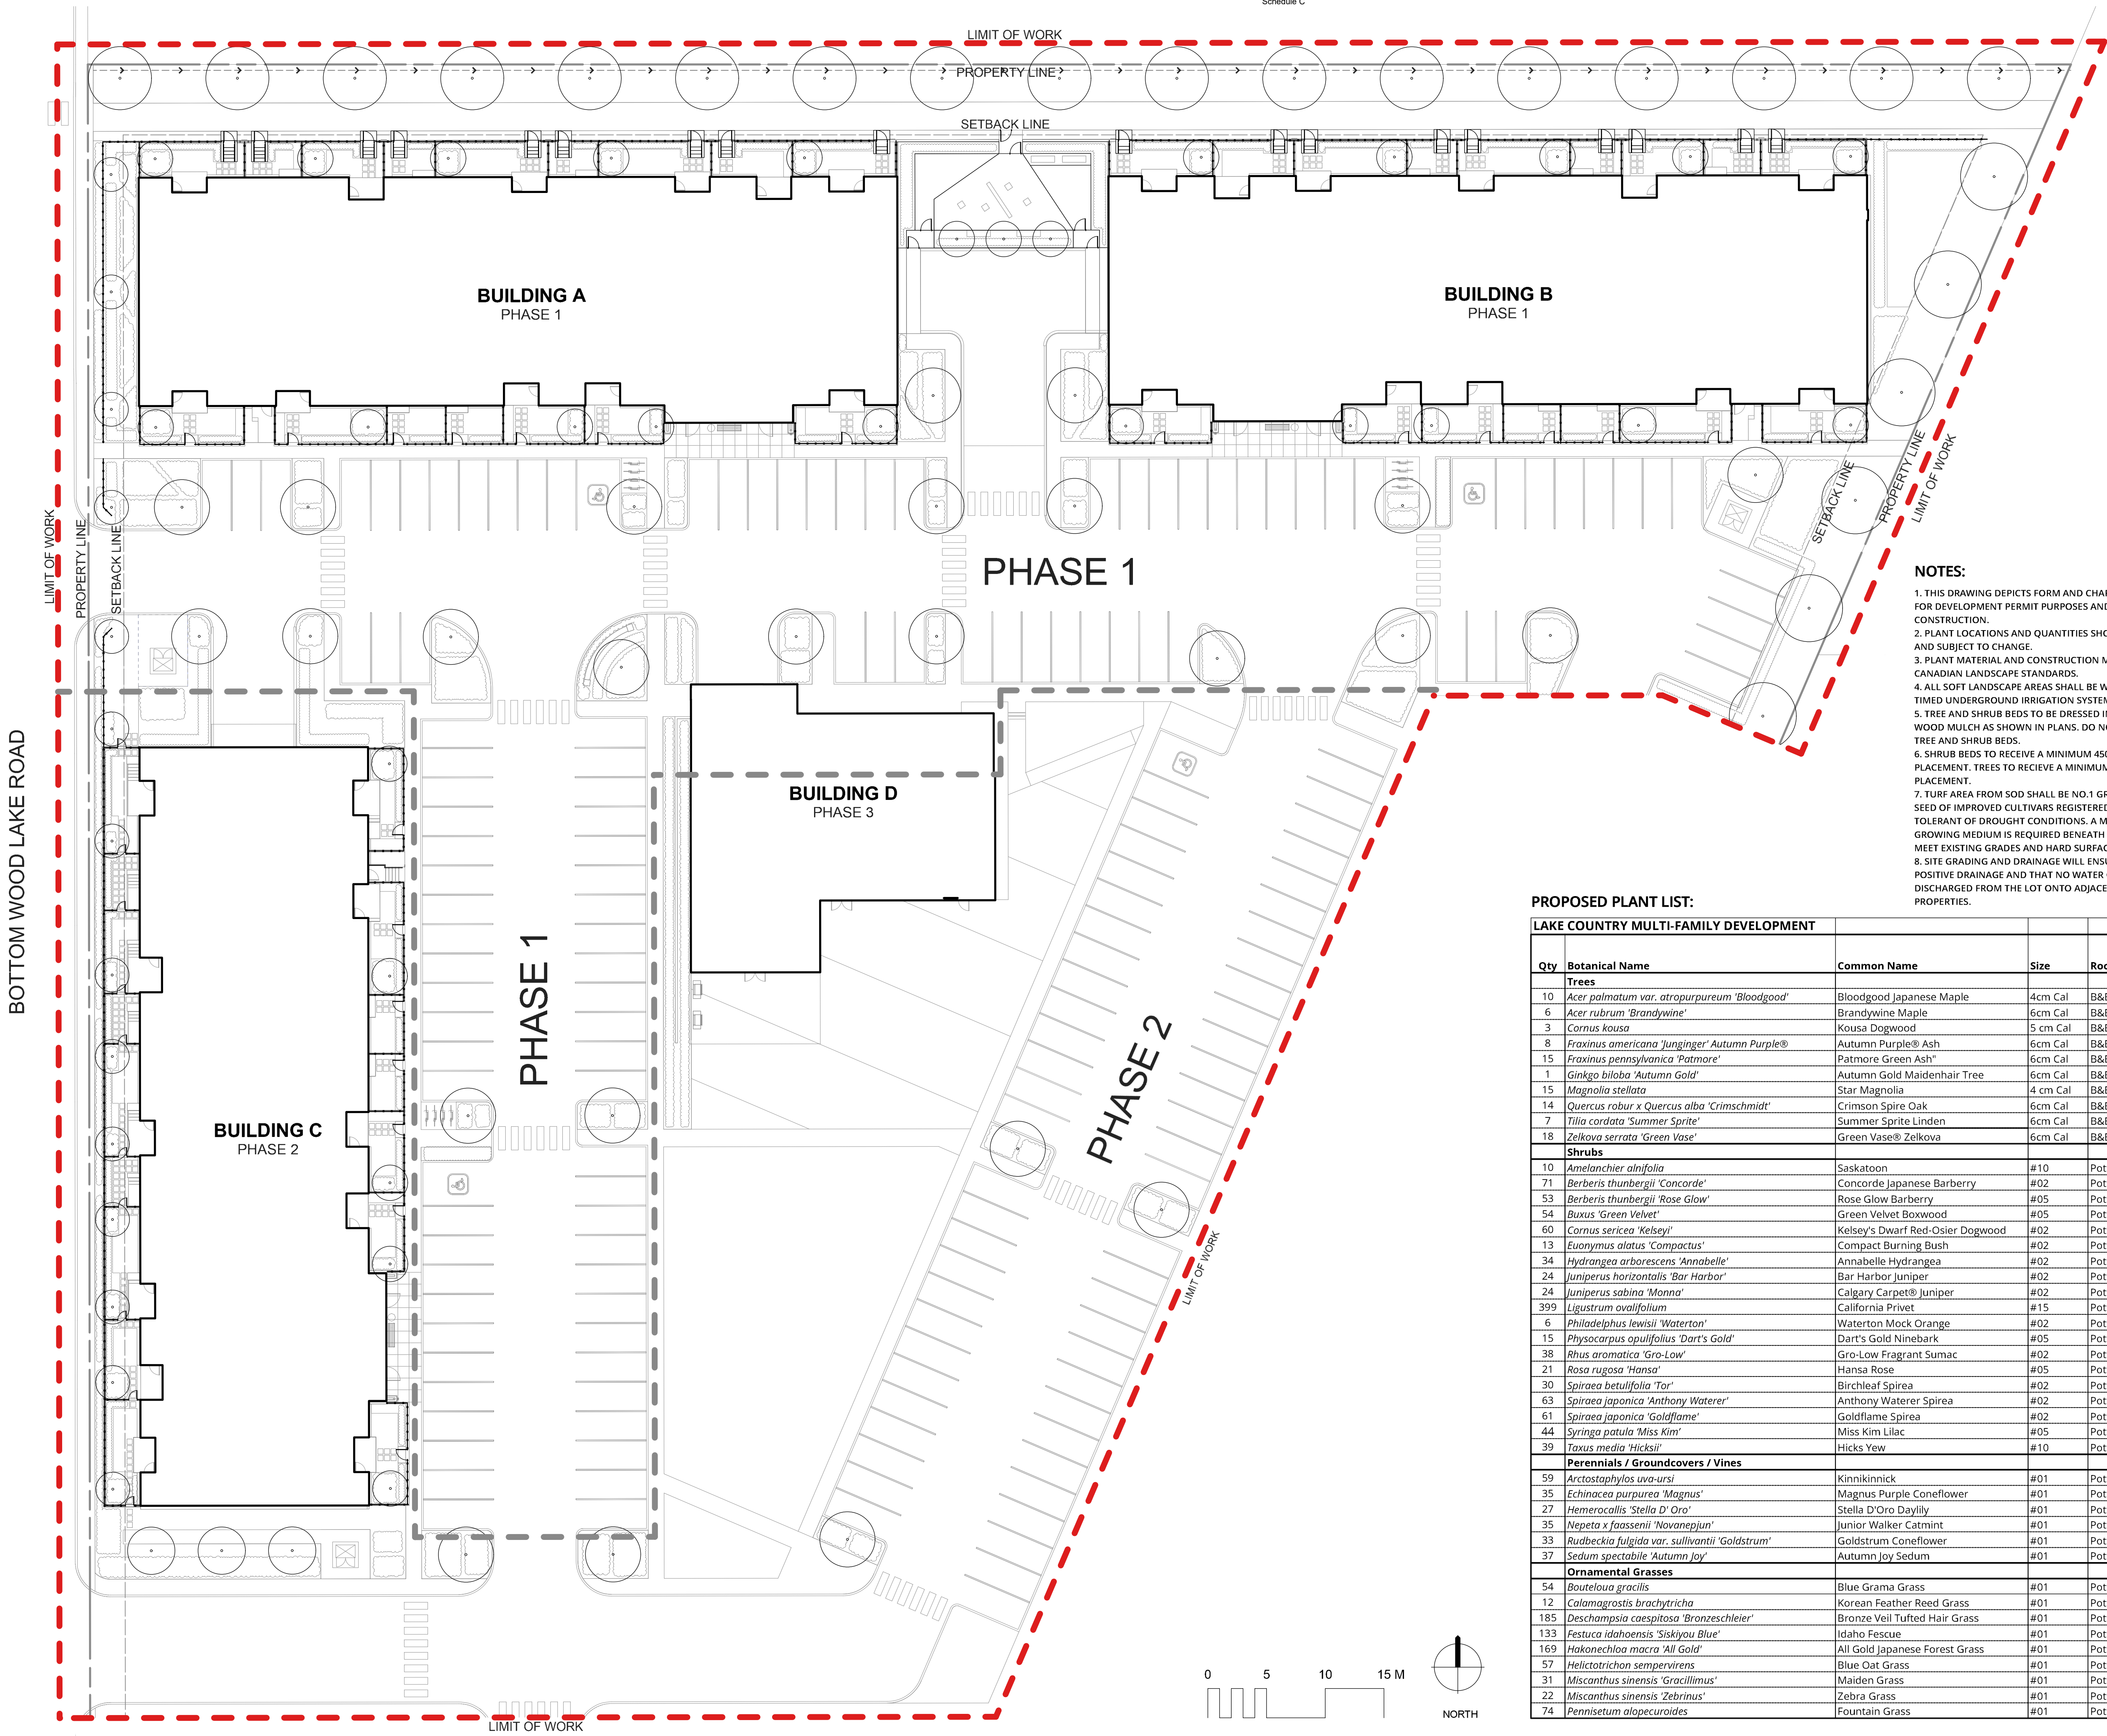 Schedule C
LIMIT OF WORK
PROPERTY LINE
SETBACK LINE
BUILDING A
PHASE 1
BUILDING B
PHASE 1
LIMIT OF WORK
PROPERTY LINE
SETBACK LINE
PHASE 1
SETBACK LINE
PROPERTY LINE
LIMIT OF WORK
BOTTOM WOOD LAKE ROAD
BUILDING C
PHASE 2
PHASE 1
BUILDING D
PHASE 3
PHASE 2
LIMIT OF WORK
LIMIT OF WORK
0 5 10 15 M
NORTH
NOTES:
1. THIS DRAWING DEPICTS FORM AND CHA
FOR DEVELOPMENT PERMIT PURPOSES AN
CONSTRUCTION.
2. PLANT LOCATIONS AND QUANTITIES SH
AND SUBJECT TO CHANGE.
3. PLANT MATERIAL AND CONSTRUCTION M
CANADIAN LANDSCAPE STANDARDS.
4. ALL SOFT LANDSCAPE AREAS SHALL BE W
TIMED UNDERGROUND IRRIGATION SYSTEM
5. TREE AND SHRUB BEDS TO BE DRESSED I
WOOD MULCH AS SHOWN IN PLANS. DO NO
TREE AND SHRUB BEDS.
6. SHRUB BEDS TO RECEIVE A MINIMUM 450
PLACEMENT. TREES TO RECIEVE A MINIMUM
PLACEMENT.
7. TURF AREA FROM SOD SHALL BE NO.1 GR
SEED OF IMPROVED CULTIVARS REGISTERED
TOLERANT OF DROUGHT CONDITIONS. A M
GROWING MEDIUM IS REQUIRED BENEATH
MEET EXISTING GRADES AND HARD SURFAC
8. SITE GRADING AND DRAINAGE WILL ENSU
POSITIVE DRAINAGE AND THAT NO WATER
DISCHARGED FROM THE LOT ONTO ADJACE
PROPERTIES.
PROPOSED PLANT LIST:
LAKE COUNTRY MULTI-FAMILY DEVELOPMENT
Qty Botanical Name Common Name Size Roo
Trees
10 Acer palmatum var. atropurpureum 'Bloodgood' Bloodgood Japanese Maple 4cm Cal B&B
6 Acer rubrum 'Brandywine' Brandywine Maple 6cm Cal B&B
3 Cornus kousa Kousa Dogwood 5 cm Cal B&B
8 Fraxinus americana 'Junginger' Autumn Purple® Autumn Purple® Ash 6cm Cal B&B
15 Fraxinus pennsylvanica 'Patmore' Patmore Green Ash" 6cm Cal B&B
1 Ginkgo biloba 'Autumn Gold' Autumn Gold Maidenhair Tree 6cm Cal B&B
15 Magnolia stellata Star Magnolia 4 cm Cal B&B
14 Quercus robur x Quercus alba 'Crimschmidt' Crimson Spire Oak 6cm Cal B&B
7 Tilia cordata 'Summer Sprite' Summer Sprite Linden 6cm Cal B&B
18 Zelkova serrata 'Green Vase' Green Vase® Zelkova 6cm Cal B&B
Shrubs
10 Amelanchier alnifolia Saskatoon #10 Pot
71 Berberis thunbergii 'Concorde' Concorde Japanese Barberry #02 Pot
53 Berberis thunbergii 'Rose Glow' Rose Glow Barberry #05 Pot
54 Buxus 'Green Velvet' Green Velvet Boxwood #05 Pot
60 Cornus sericea 'Kelseyi' Kelsey's Dwarf Red-Osier Dogwood #02 Pot
13 Euonymus alatus 'Compactus' Compact Burning Bush #02 Pot
34 Hydrangea arborescens 'Annabelle' Annabelle Hydrangea #02 Pot
24 Juniperus horizontalis 'Bar Harbor' Bar Harbor Juniper #02 Pot
24 Juniperus sabina 'Monna' Calgary Carpet® Juniper #02 Pot
399 Ligustrum ovalifolium California Privet #15 Pot
6 Philadelphus lewisii 'Waterton' Waterton Mock Orange #02 Pot
15 Physocarpus opulifolius 'Dart's Gold' Dart's Gold Ninebark #05 Pot
38 Rhus aromatica 'Gro-Low' Gro-Low Fragrant Sumac #02 Pot
21 Rosa rugosa 'Hansa' Hansa Rose #05 Pot
30 Spiraea betulifolia 'Tor' Birchleaf Spirea #02 Pot
63 Spiraea japonica 'Anthony Waterer' Anthony Waterer Spirea #02 Pot
61 Spiraea japonica 'Goldflame' Goldflame Spirea #02 Pot
44 Syringa patula 'Miss Kim' Miss Kim Lilac #05 Pot
39 Taxus media 'Hicksii' Hicks Yew #10 Pot
Perennials / Groundcovers / Vines
59 Arctostaphylos uva-ursi Kinnikinnick #01 Pot
35 Echinacea purpurea 'Magnus' Magnus Purple Coneflower #01 Pot
27 Hemerocallis 'Stella D' Oro' Stella D'Oro Daylily #01 Pot
35 Nepeta x faassenii 'Novanepjun' Junior Walker Catmint #01 Pot
33 Rudbeckia fulgida var. sullivantii 'Goldstrum' Goldstrum Coneflower #01 Pot
37 Sedum spectabile 'Autumn Joy' Autumn Joy Sedum #01 Pot
Ornamental Grasses
54 Bouteloua gracilis Blue Grama Grass #01 Pot
12 Calamagrostis brachytricha Korean Feather Reed Grass #01 Pot
185 Deschampsia caespitosa 'Bronzeschleier' Bronze Veil Tufted Hair Grass #01 Pot
133 Festuca idahoensis 'Siskiyou Blue' Idaho Fescue #01 Pot
169 Hakonechloa macra 'All Gold' All Gold Japanese Forest Grass #01 Pot
57 Helictotrichon sempervirens Blue Oat Grass #01 Pot
31 Miscanthus sinensis 'Gracillimus' Maiden Grass #01 Pot
22 Miscanthus sinensis 'Zebrinus' Zebra Grass #01 Pot
74 Pennisetum alopecuroides Fountain Grass #01 Pot